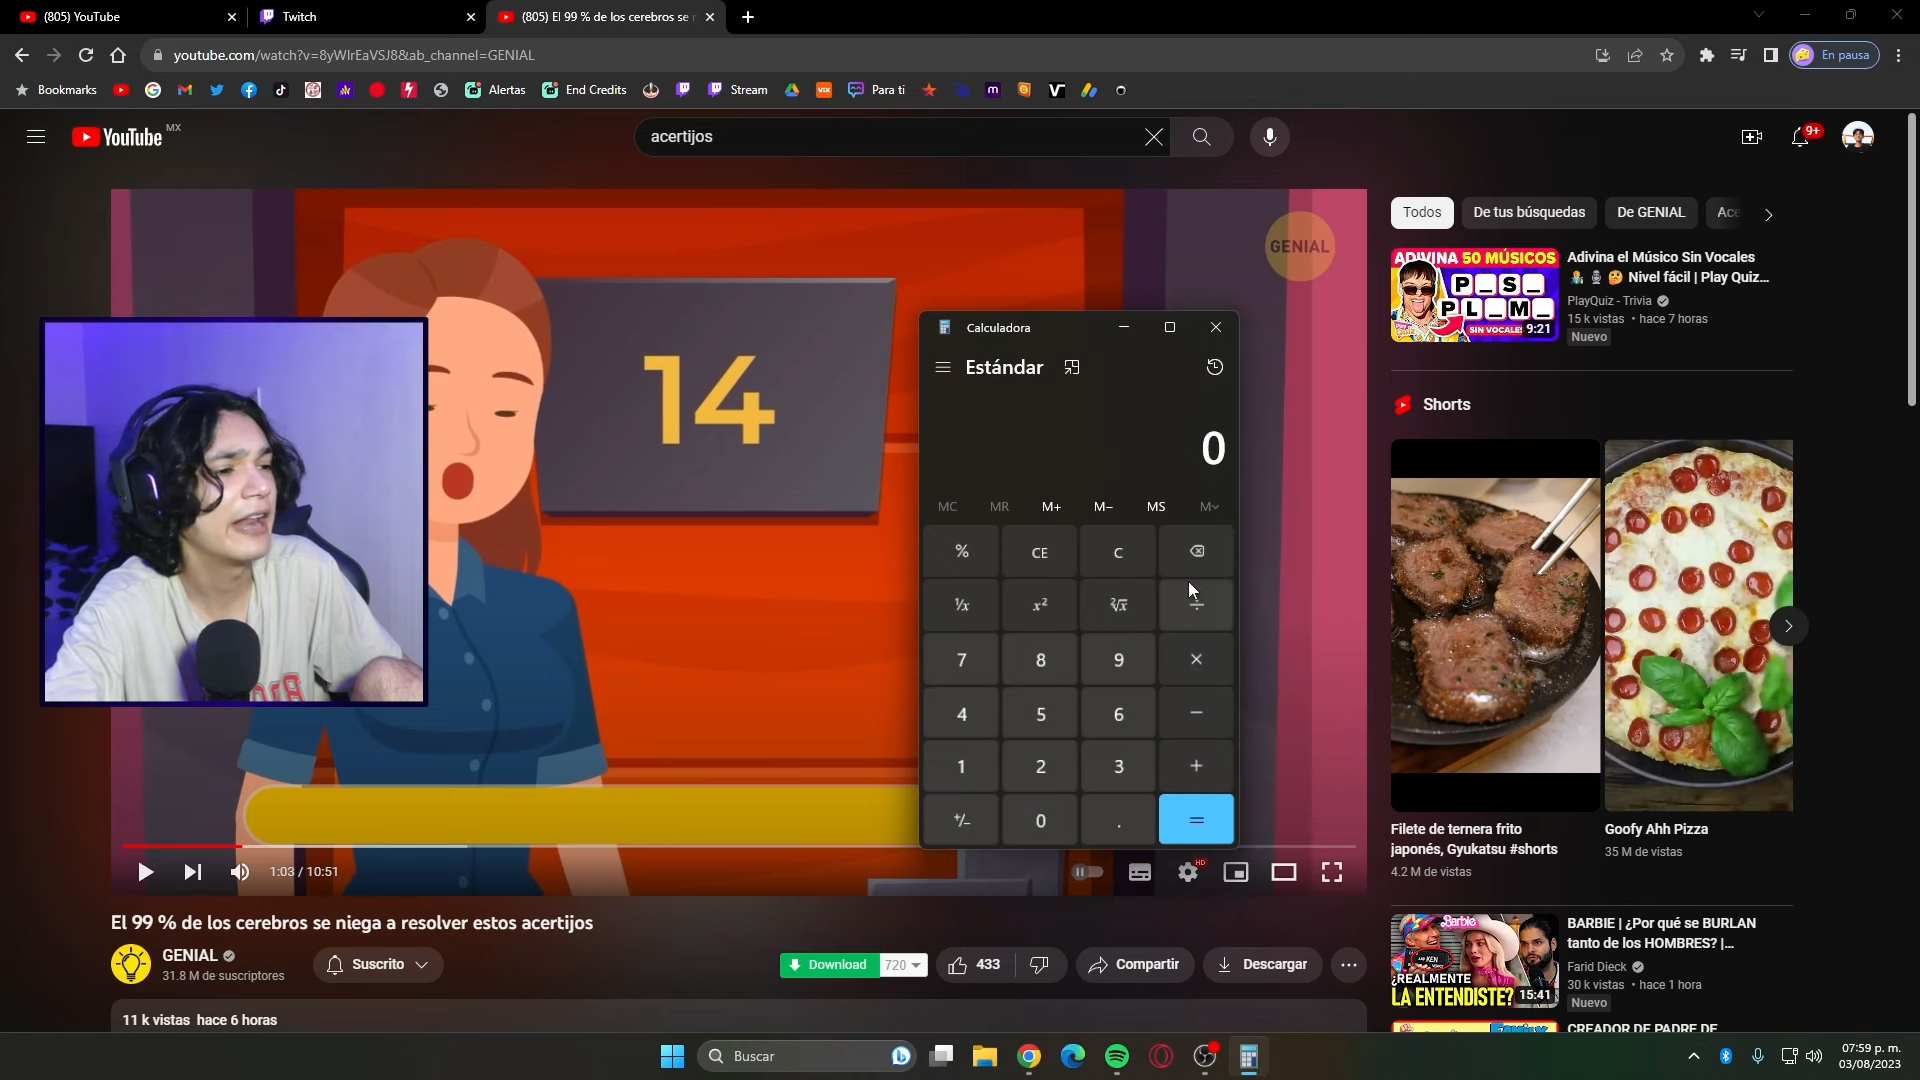 (805) YouTube
Twitch
(805) El 99 % de los cerebros se
youtube.com/watch?v=8yWIrEaVSJ8&ab_channel=GENIAL
En pausa
Bookmarks
Alertas
End Credits
Stream
VIX
Para ti
m
YouTube MX
acertijos
9+
GENIAL
14
Calculadora
Estándar
0
MC MR M+ M− MS M
% CE C
⅟x x² ²√x ÷
7 8 9 ×
4 5 6 −
1 2 3 +
+/− 0 . =
1:03 / 10:51
HD
El 99 % de los cerebros se niega a resolver estos acertijos
GENIAL
31.8 M de suscriptores
Suscrito
Download 720
433
Compartir
Descargar
11 k vistas hace 6 horas
Todos
De tus búsquedas
De GENIAL
Ace
ADIVINA 50 MÚSICOS
P _ S _
PL _ M _
SIN VOCALES
9:21
Adivina el Músico Sin Vocales
Nivel fácil | Play Quiz...
PlayQuiz - Trivia
15 k vistas • hace 7 horas
Nuevo
Shorts
Filete de ternera frito
japonés, Gyukatsu #shorts
4.2 M de vistas
Goofy Ahh Pizza
35 M de vistas
Barbie
¿REALMENTE
LA ENTENDISTE?
15:41
BARBIE | ¿Por qué se BURLAN
tanto de los HOMBRES? |...
Farid Dieck
30 k vistas • hace 1 hora
Nuevo
CREADOR DE PADRE DE
Buscar
07:59 p. m.
03/08/2023